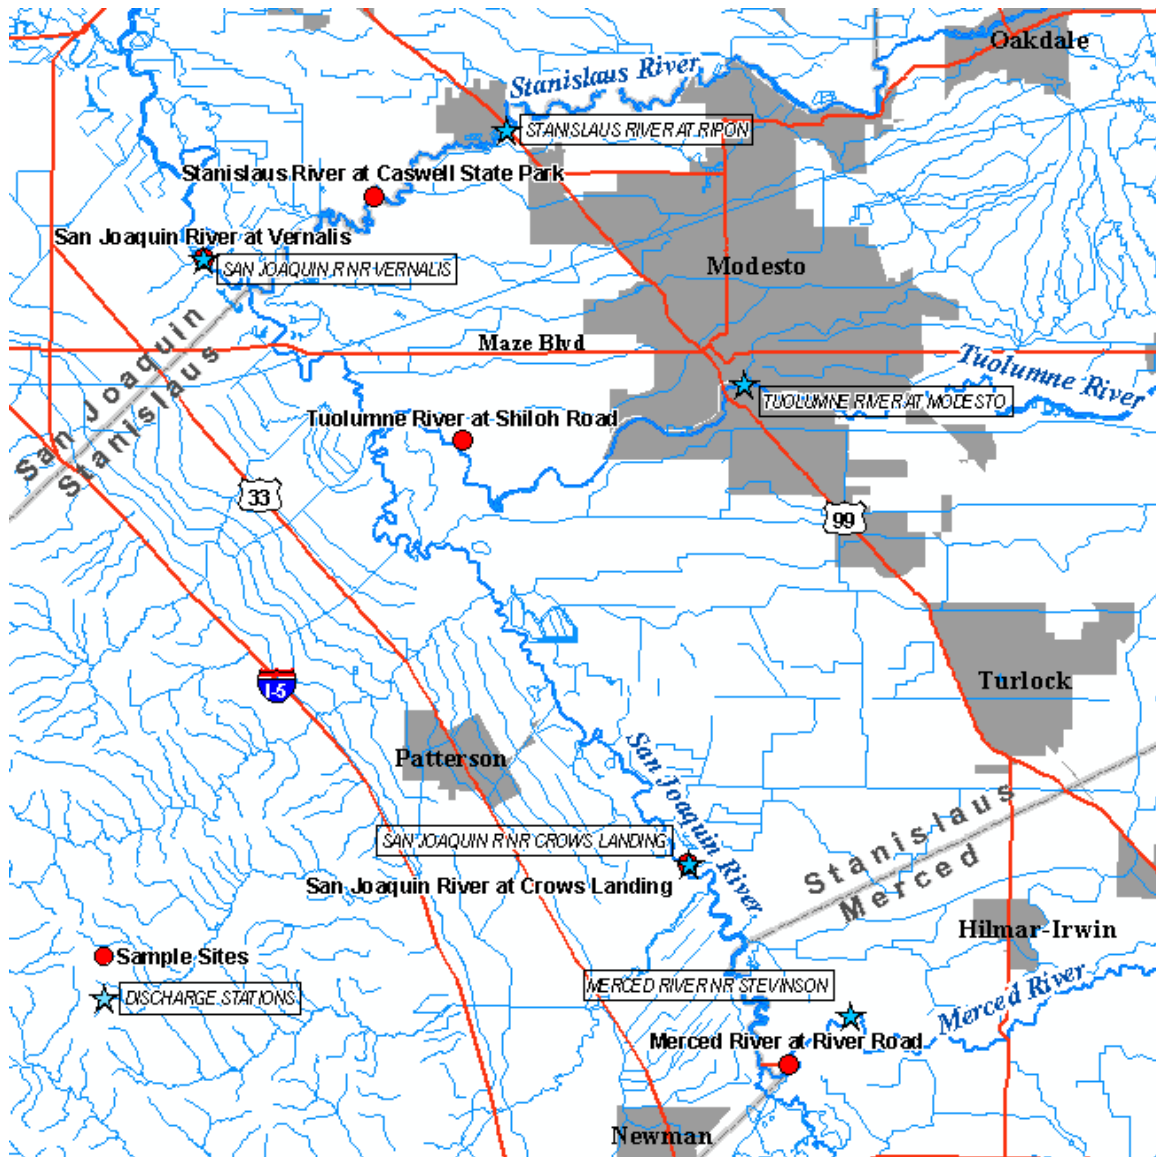 Oakdale
Stanislaus River
STANISLAUS RIVER AT RIPON
Stanislaus River at Caswell State Park
San Joaquin River at Vernalis
SAN JOAQUIN R NR VERNALIS
Modesto
Maze Blvd
San Joaquin
Stanislaus
Tuolumne River
TUOLUMNE RIVER AT MODESTO
Tuolumne River at Shiloh Road
33
99
I-5
Turlock
Patterson
San Joaquin River
SAN JOAQUIN R NR CROWS LANDING
San Joaquin River at Crows Landing
Stanislaus
Merced
Hilmar-Irwin
Sample Sites
DISCHARGE STATIONS
MERCED RIVER NR STEVINSON
Merced River
Merced River at River Road
Newman